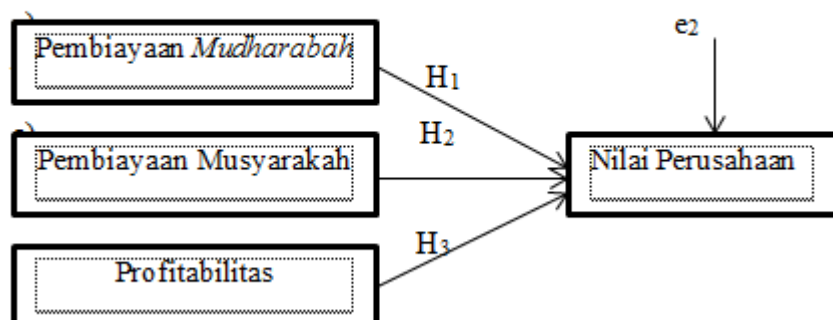 Pembiayaan Mudharabah
e2
H1
Pembiayaan Musyarakah
H2
Nilai Perusahaan
H3
Profitabilitas